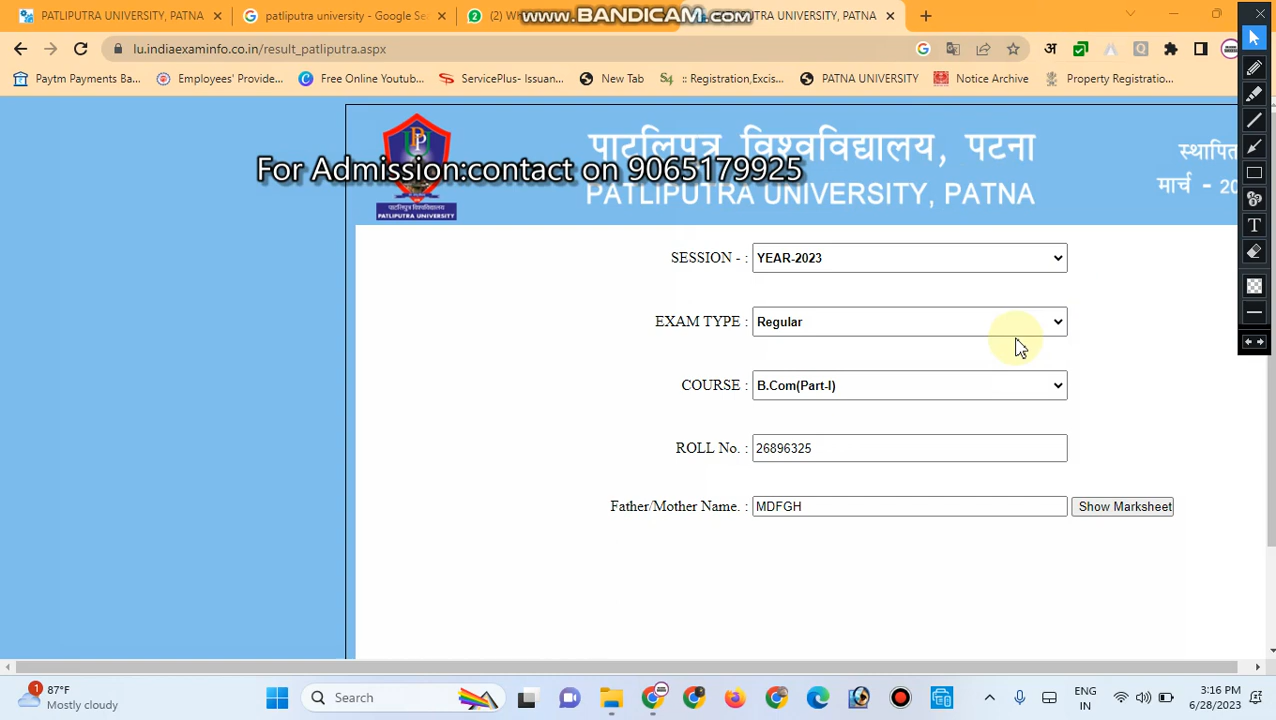 PATLIPUTRA UNIVERSITY, PATNA
patliputra university - Google Se
(2) W
www.BANDICAM.com
UNIVERSITY, PATNA
lu.indiaexaminfo.co.in/result_patliputra.aspx
अ
Paytm Payments Ba...
Employees' Provide...
Free Online Youtub...
ServicePlus- Issuan...
New Tab
:: Registration,Excis...
PATNA UNIVERSITY
Notice Archive
Property Registratio...
PATLIPUTRA UNIVERSITY
पाटलिपुत्र विश्वविद्यालय, पटना
स्थापित
For Admission:contact on 9065179925
PATLIPUTRA UNIVERSITY, PATNA
मार्च - 20
SESSION - : YEAR-2023
EXAM TYPE : Regular
COURSE : B.Com(Part-I)
ROLL No. : 26896325
Father/Mother Name. : MDFGH Show Marksheet
1
87°F
Mostly cloudy
Search
ENG
IN
3:16 PM
6/28/2023